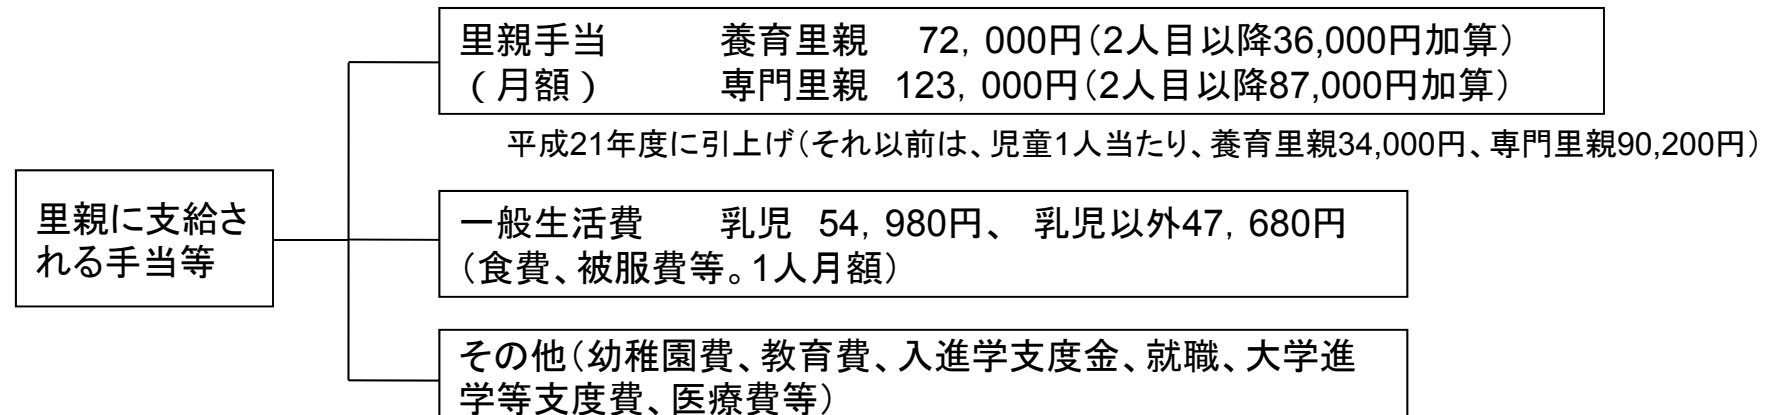 里親手当　養育里親　72，000円（2人目以降36,000円加算）
（月額）　専門里親　123，000円（2人目以降87,000円加算）
平成21年度に引上げ（それ以前は、児童1人当たり、養育里親34,000円、専門里親90,200円）
里親に支給さ
れる手当等
一般生活費　乳児　54，980円、乳児以外47，680円
（食費、被服費等。1人月額）
その他（幼稚園費、教育費、入進学支度金、就職、大学進
学等支度費、医療費等）